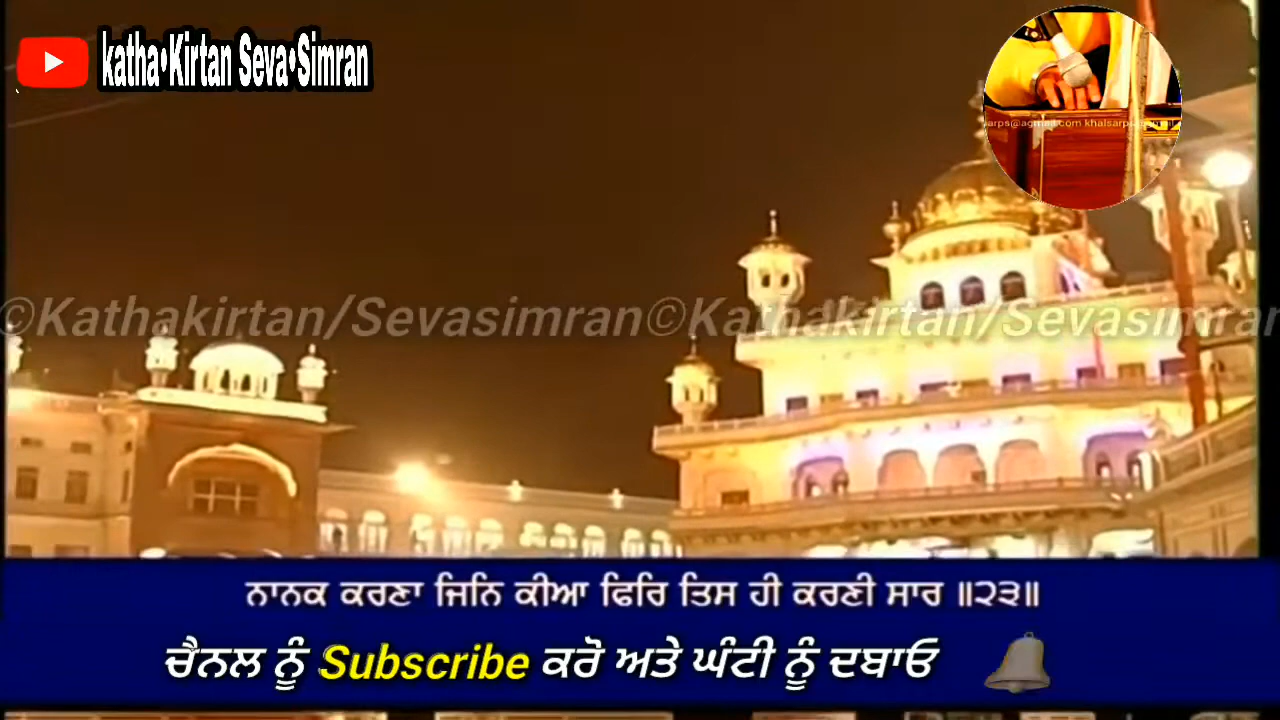 katha•Kirtan Seva•Simran
©Kathakirtan/Sevasimran©Kathakirtan/Sevasimran
ਨਾਨਕ ਕਰਣਾ ਜਿਨਿ ਕੀਆ ਫਿਰਿ ਤਿਸ ਹੀ ਕਰਣੀ ਸਾਰ ॥੨੩॥
ਚੈਨਲ ਨੂੰ Subscribe ਕਰੋ ਅਤੇ ਘੰਟੀ ਨੂੰ ਦਬਾਓ